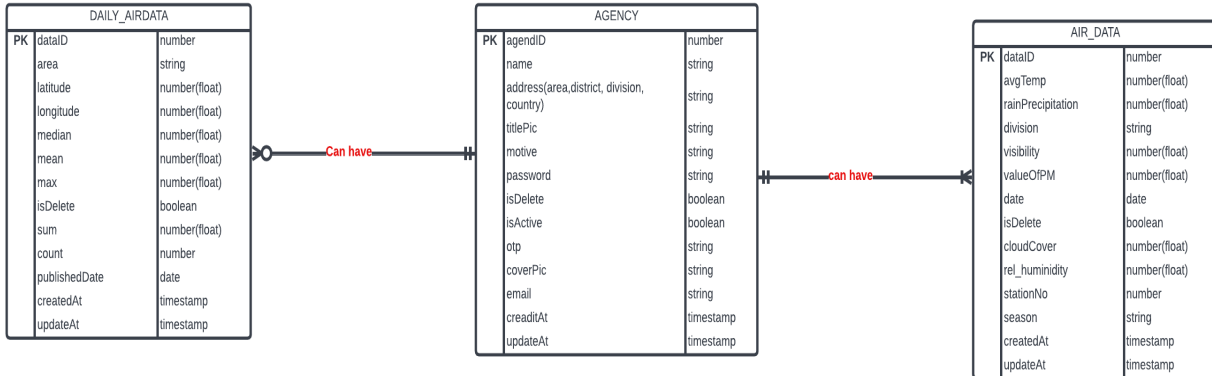 DAILY_AIRDATA
PK dataID number
area string
latitude number(float)
longitude number(float)
median number(float)
mean number(float)
max number(float)
isDelete boolean
sum number(float)
count number
publishedDate date
createdAt timestamp
updateAt timestamp
Can have
AGENCY
PK agendID number
name string
address(area,district, division,
country) string
titlePic string
motive string
password string
isDelete boolean
isActive boolean
otp string
coverPic string
email string
creaditAt timestamp
updateAt timestamp
can have
AIR_DATA
PK dataID number
avgTemp number(float)
rainPrecipitation number(float)
division string
visibility number(float)
valueOfPM number(float)
date date
isDelete boolean
cloudCover number(float)
rel_huminidity number(float)
stationNo number
season string
createdAt timestamp
updateAt timestamp